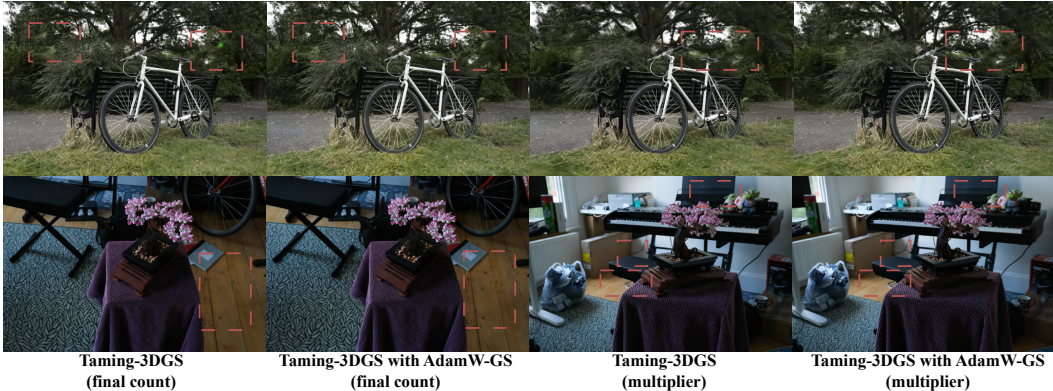 Taming-3DGS
(final count)
Taming-3DGS with AdamW-GS
(final count)
Taming-3DGS
(multiplier)
Taming-3DGS with AdamW-GS
(multiplier)